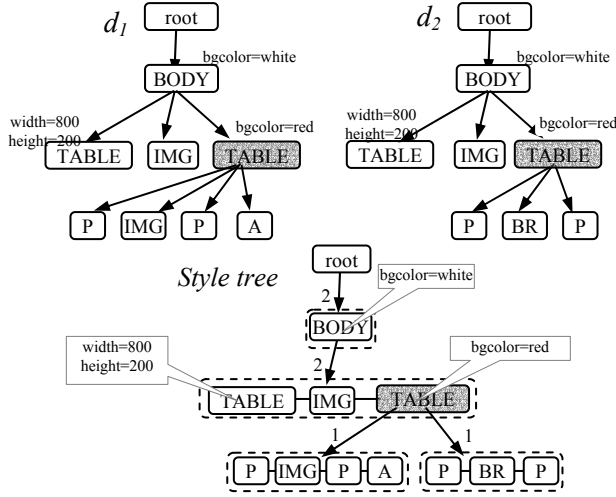 d1
root
bgcolor=white
BODY
width=800
height=200
bgcolor=red
TABLE
IMG
TABLE
P
IMG
P
A
d2
root
bgcolor=white
BODY
width=800
height=200
bgcolor=red
TABLE
IMG
TABLE
P
BR
P
Style tree
root
bgcolor=white
2
BODY
2
width=800
height=200
bgcolor=red
TABLE
IMG
TABLE
1
1
P
IMG
P
A
P
BR
P